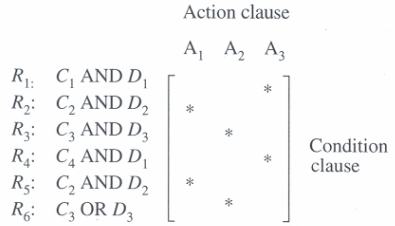 Action clause
A₁ A₂ A₃
R₁: C₁ AND D₁ *
R₂: C₂ AND D₂ *
R₃: C₃ AND D₃ *
R₄: C₄ AND D₁ *
R₅: C₂ AND D₂ *
R₆: C₃ OR D₃ *
Condition
clause